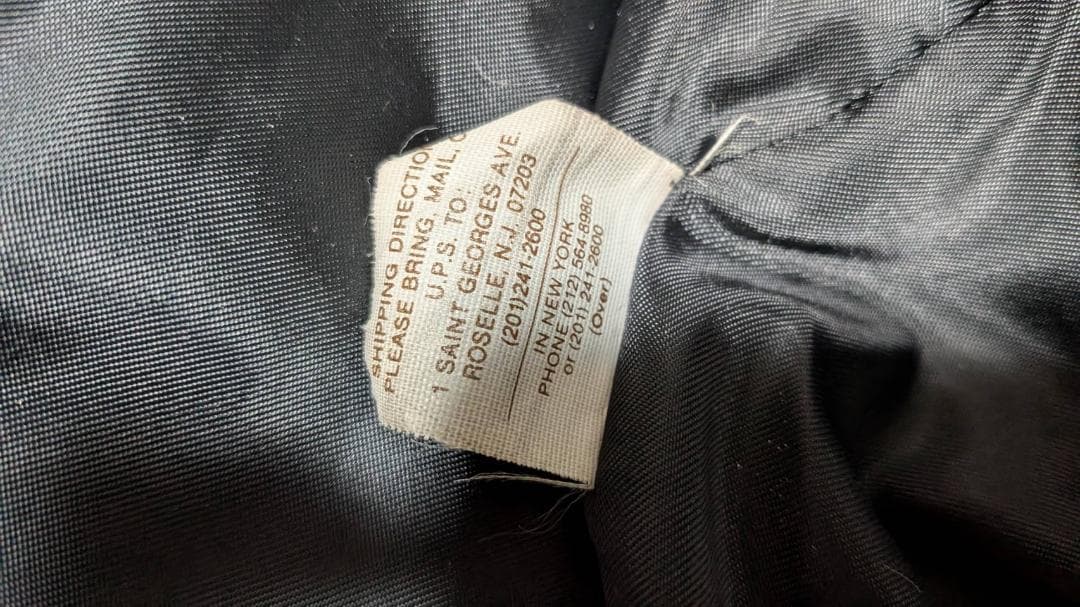 SHIPPING DIRECTIO
PLEASE BRING, MAIL,
U.P.S. TO:
1 SAINT GEORGES AVE.
ROSELLE, N.J. 07203
(201) 241-2600
IN NEW YORK
PHONE (212) 564-8980
or (201) 241-2600
(Over)